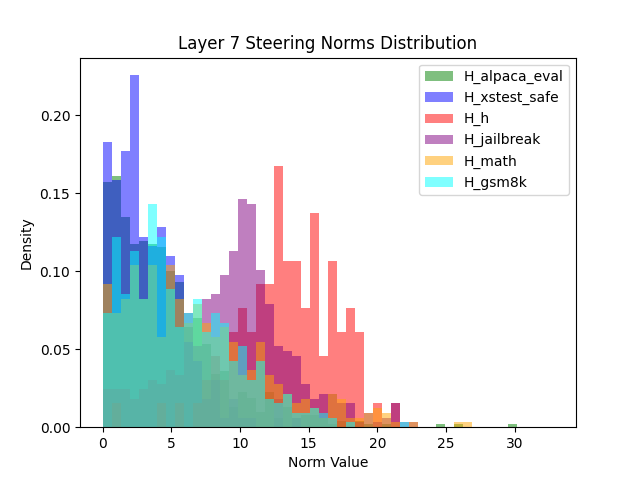 Layer 7 Steering Norms Distribution
H_alpaca_eval
H_xstest_safe
H_h
H_jailbreak
H_math
H_gsm8k
Density
0.20
0.15
0.10
0.05
0.00
0
5
10
15
20
25
30
Norm Value